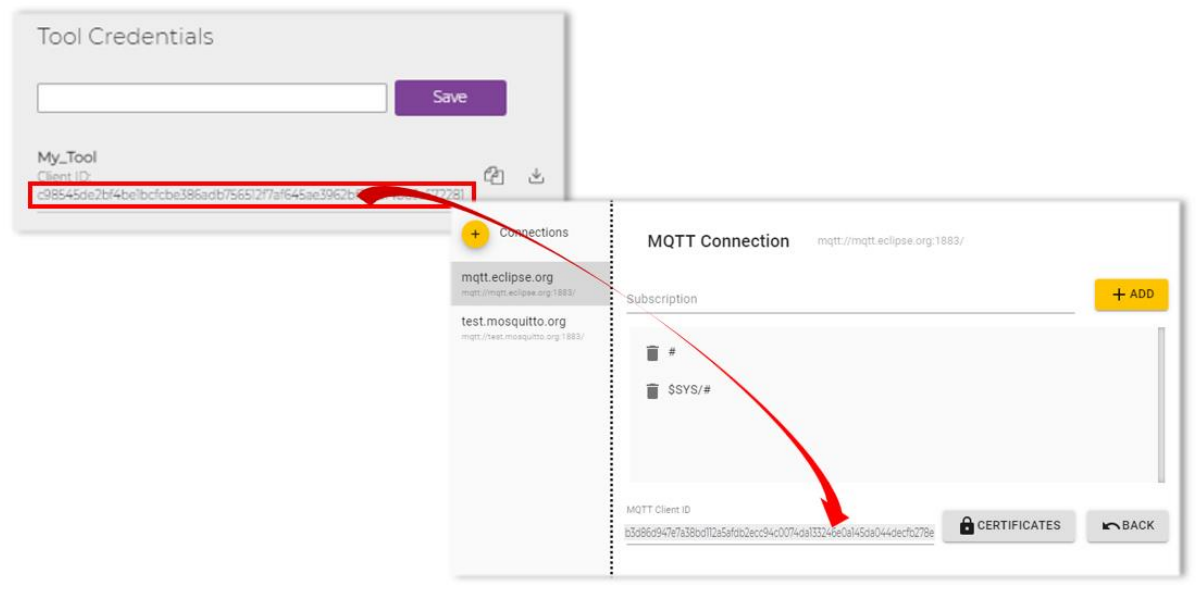 Tool Credentials
Save
My_Tool
Client ID:
Connections
mqtt.eclipse.org
mqtt://mqtt.eclipse.org:1883/
test.mosquitto.org
mqtt://test.mosquitto.org:1883/
MQTT Connection mqtt://mqtt.eclipse.org:1883/
Subscription
+ ADD
#
$SYS/#
MQTT Client ID
b3d86d947e7a38bd112a5afdb2ecc94c0074da133246e0a145da044decfb278e
CERTIFICATES
BACK